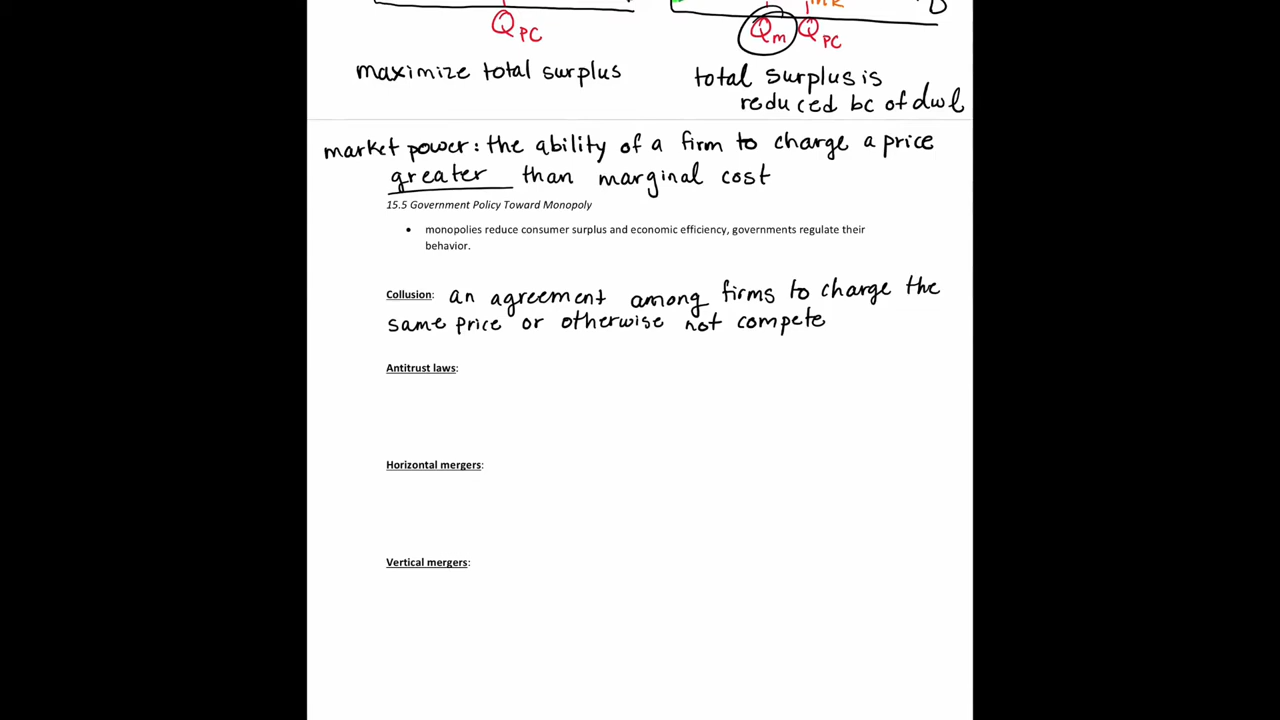 Q PC
Qm Q PC
D
maximize total surplus
total surplus is
reduced bc of dwl
market power: the ability of a firm to charge a price
greater than marginal cost
15.5 Government Policy Toward Monopoly
• monopolies reduce consumer surplus and economic efficiency, governments regulate their
behavior.
Collusion: an agreement among firms to charge the
same price or otherwise not compete
Antitrust laws:
Horizontal mergers:
Vertical mergers: